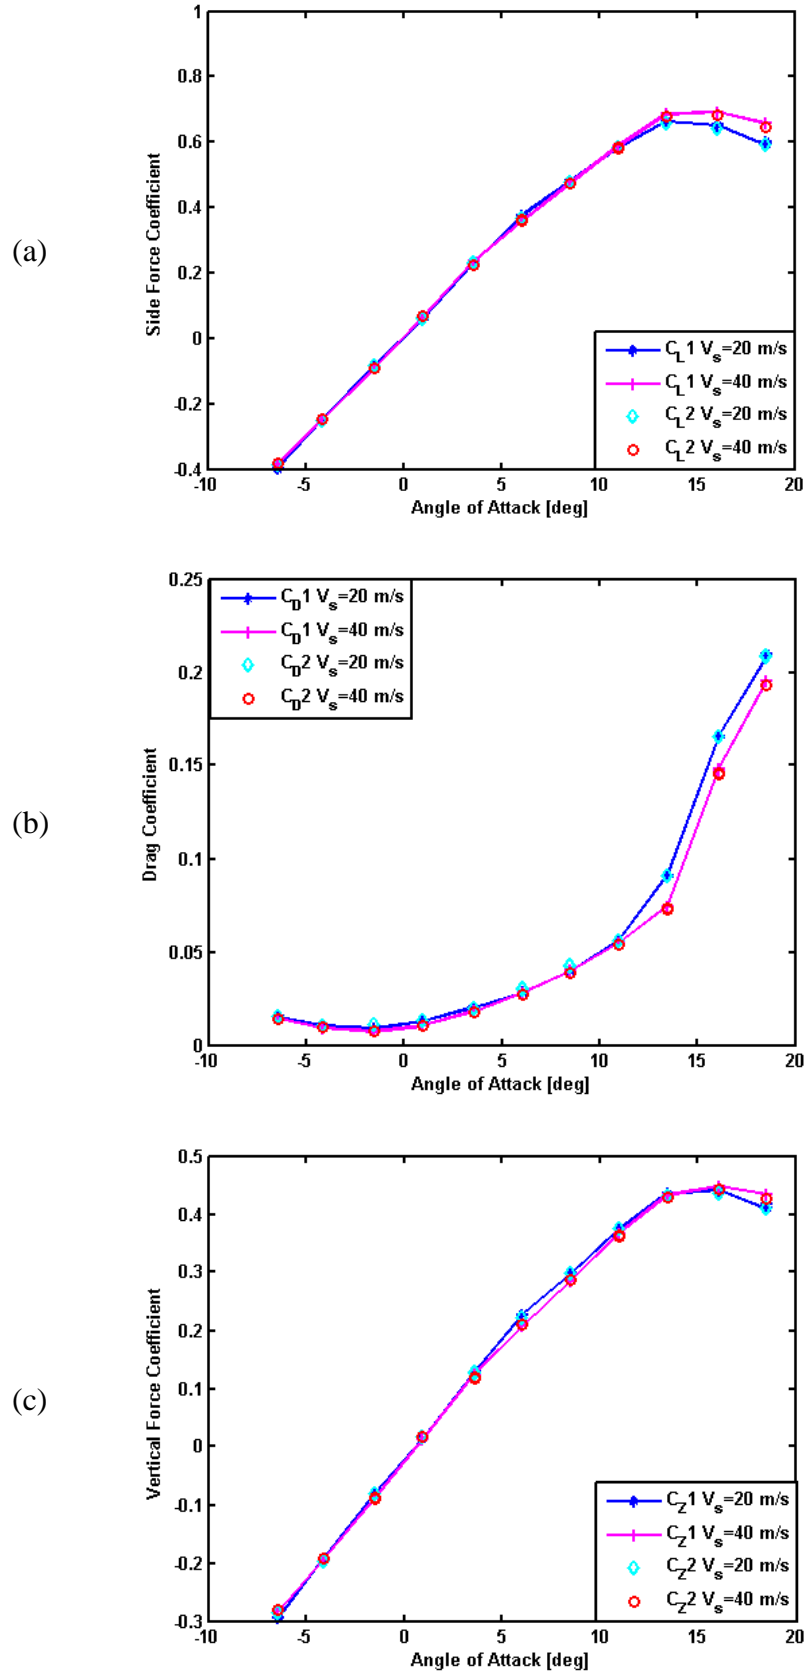 (a)
Side Force Coefficient
1
0.8
0.6
0.4
0.2
0
-0.2
-0.4
-10
-5
0
5
10
15
20
Angle of Attack [deg]
C_L1 V_s=20 m/s
C_L1 V_s=40 m/s
C_L2 V_s=20 m/s
C_L2 V_s=40 m/s
(b)
Drag Coefficient
0.25
0.2
0.15
0.1
0.05
0
-10
-5
0
5
10
15
20
Angle of Attack [deg]
C_D1 V_s=20 m/s
C_D1 V_s=40 m/s
C_D2 V_s=20 m/s
C_D2 V_s=40 m/s
(c)
Vertical Force Coefficient
0.5
0.4
0.3
0.2
0.1
0
-0.1
-0.2
-0.3
-10
-5
0
5
10
15
20
Angle of Attack [deg]
C_Z1 V_s=20 m/s
C_Z1 V_s=40 m/s
C_Z2 V_s=20 m/s
C_Z2 V_s=40 m/s